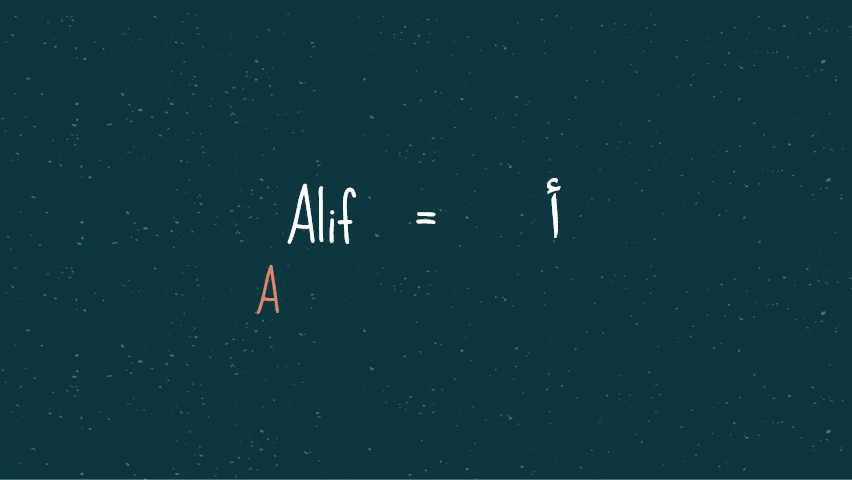 Alif = أ
A